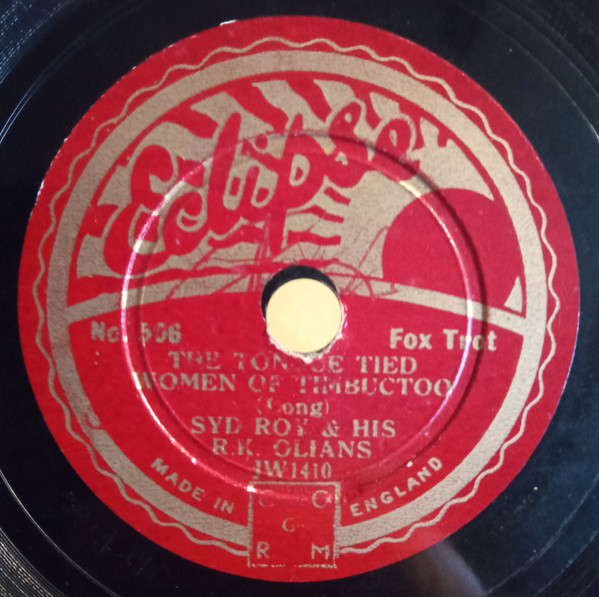 Eclipse
No. 506
Fox Trot
THE TONGUE TIED
WOMEN OF TIMBUCTOO
(Cong)
SYD ROY & HIS
R.K. OLIANS
JW1410
MADE IN
ENGLAND
C C
G
R M